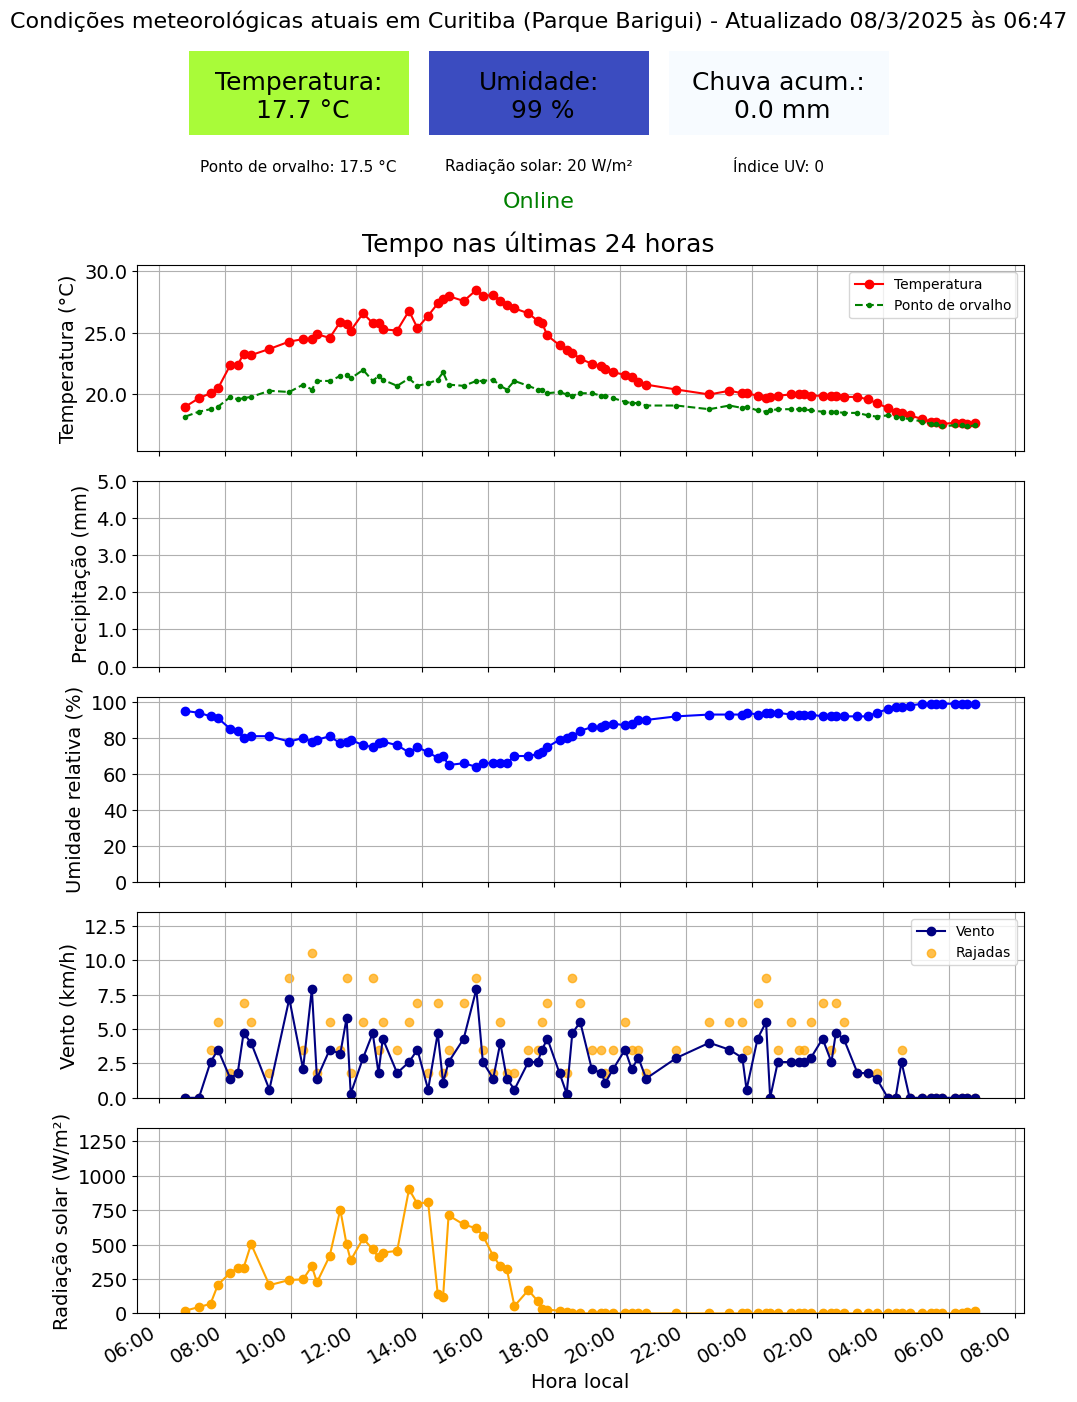 Condições meteorológicas atuais em Curitiba (Parque Barigui) - Atualizado 08/3/2025 às 06:47
Temperatura:
17.7 °C
Umidade:
99 %
Chuva acum.:
0.0 mm
Ponto de orvalho: 17.5 °C
Radiação solar: 20 W/m²
Índice UV: 0
Online
Tempo nas últimas 24 horas
Temperatura (°C)
30.0
25.0
20.0
Temperatura
Ponto de orvalho
Precipitação (mm)
5.0
4.0
3.0
2.0
1.0
0.0
Umidade relativa (%)
100
80
60
40
20
0
Vento (km/h)
12.5
10.0
7.5
5.0
2.5
0.0
Vento
Rajadas
Radiação solar (W/m²)
1250
1000
750
500
250
0
06:00
08:00
10:00
12:00
14:00
16:00
18:00
20:00
22:00
00:00
02:00
04:00
06:00
08:00
Hora local